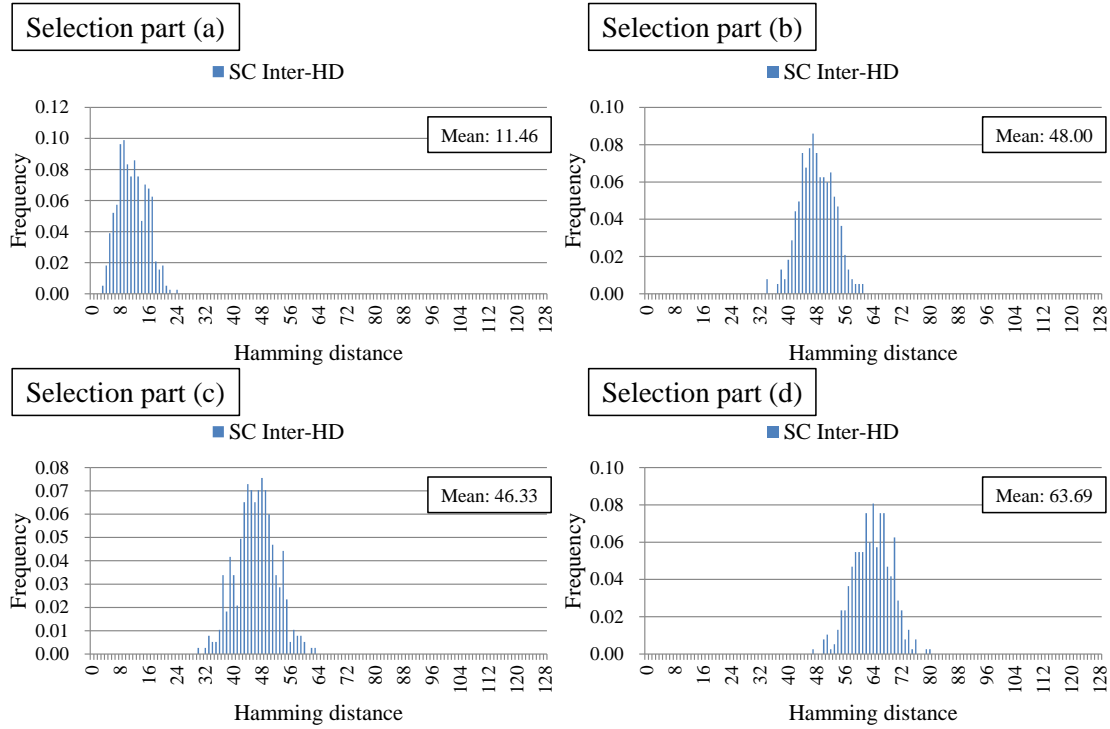 Selection part (a)
SC Inter-HD
Mean: 11.46
Frequency
0.12
0.10
0.08
0.06
0.04
0.02
0.00
0 8 16 24 32 40 48 56 64 72 80 88 96 104 112 120 128
Hamming distance
Selection part (b)
SC Inter-HD
Mean: 48.00
Frequency
0.10
0.08
0.06
0.04
0.02
0.00
0 8 16 24 32 40 48 56 64 72 80 88 96 104 112 120 128
Hamming distance
Selection part (c)
SC Inter-HD
Mean: 46.33
Frequency
0.08
0.07
0.06
0.05
0.04
0.03
0.02
0.01
0.00
0 8 16 24 32 40 48 56 64 72 80 88 96 104 112 120 128
Hamming distance
Selection part (d)
SC Inter-HD
Mean: 63.69
Frequency
0.10
0.08
0.06
0.04
0.02
0.00
0 8 16 24 32 40 48 56 64 72 80 88 96 104 112 120 128
Hamming distance